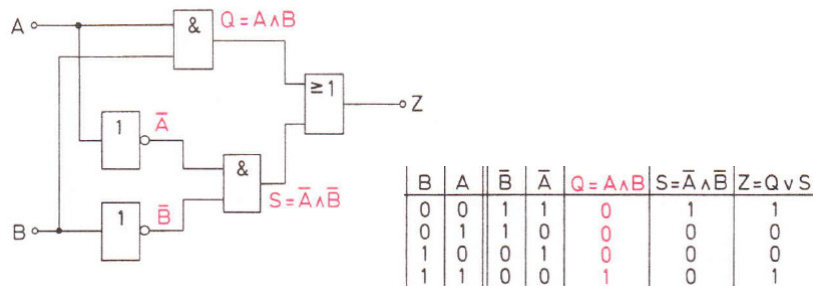 A
&
Q = A∧B
≥1
Z
1
A̅
&
S = A̅∧B̅
B
1
B̅
B A B̅ A̅ Q = A∧B S = A̅∧B̅ Z = Q∨S
0 0 1 1 0 1 1
0 1 1 0 0 0 0
1 0 0 1 0 0 0
1 1 0 0 1 0 1